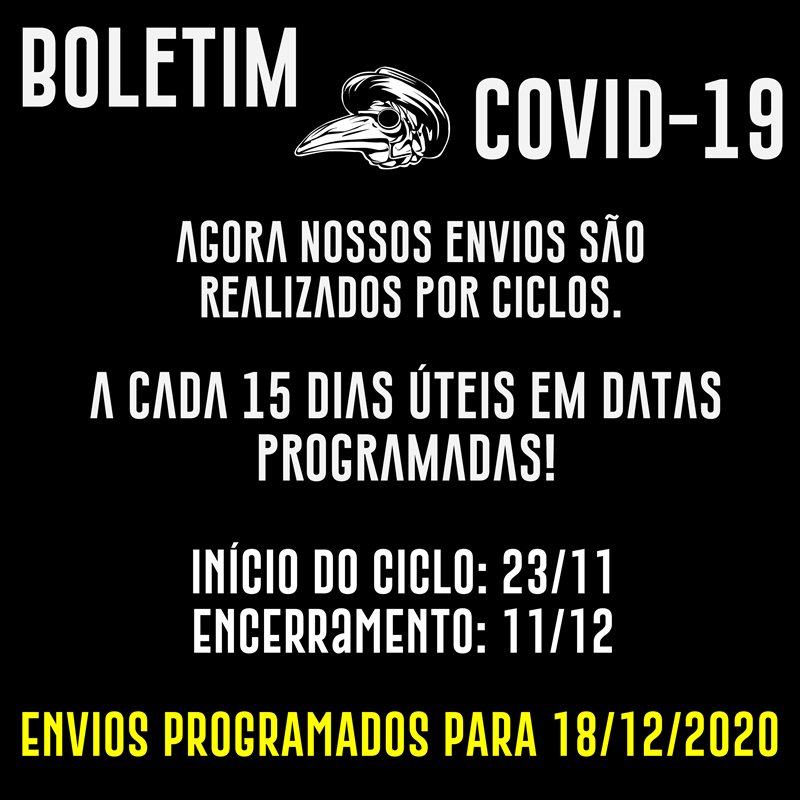 BOLETIM
COVID-19
AGORA NOSSOS ENVIOS SÃO
REALIZADOS POR CICLOS.
A CADA 15 DIAS ÚTEIS EM DATAS
PROGRAMADAS!
INÍCIO DO CICLO: 23/11
ENCERRaMENTO: 11/12
ENVIOS PROGRAMADOS PARA 18/12/2020